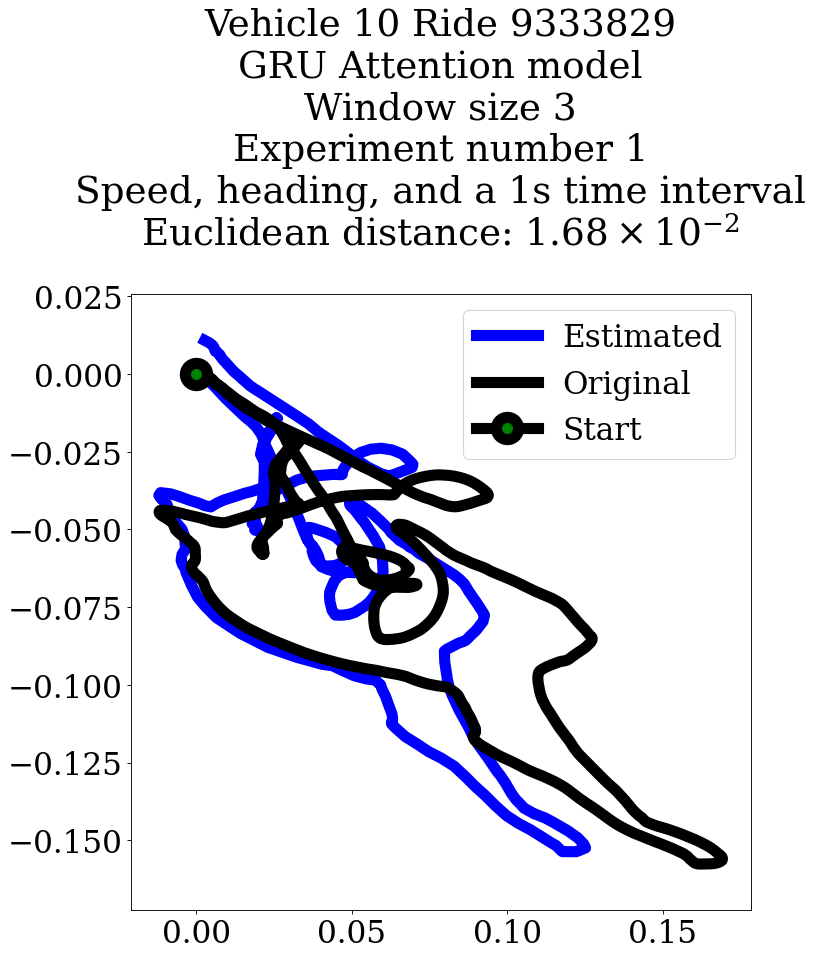 Vehicle 10 Ride 9333829
GRU Attention model
Window size 3
Experiment number 1
Speed, heading, and a 1s time interval
Euclidean distance: 1.68 × 10⁻²
Estimated
Original
Start
0.025
0.000
−0.025
−0.050
−0.075
−0.100
−0.125
−0.150
0.00 0.05 0.10 0.15